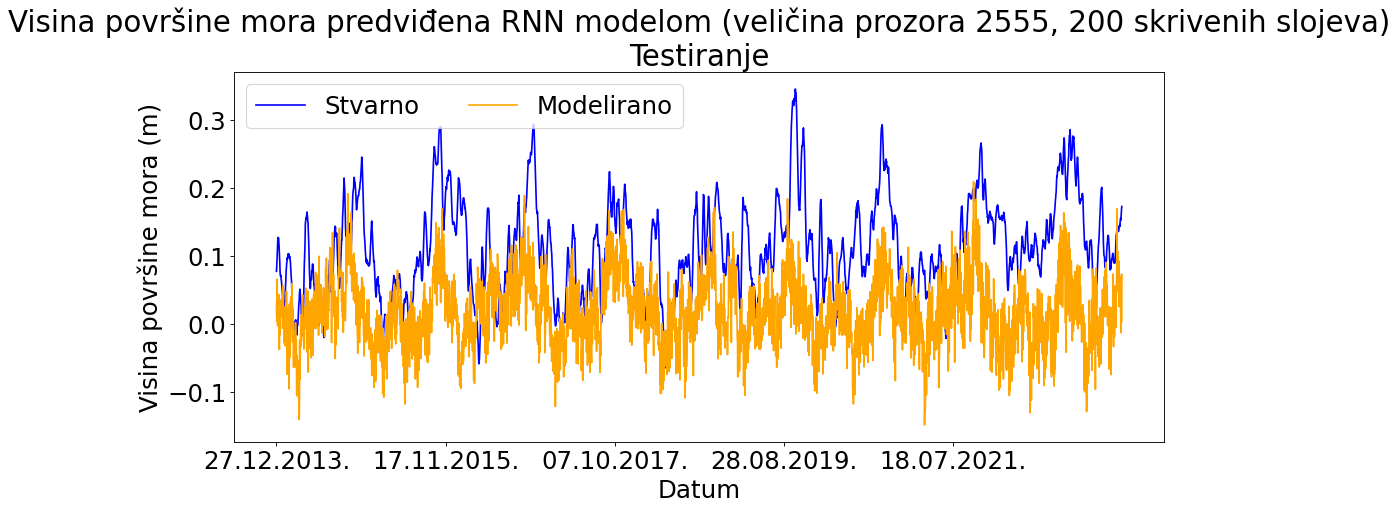 Visina površine mora predviđena RNN modelom (veličina prozora 2555, 200 skrivenih slojeva)
Testiranje
Stvarno Modelirano
Visina površine mora (m)
0.3
0.2
0.1
0.0
−0.1
27.12.2013. 17.11.2015. 07.10.2017. 28.08.2019. 18.07.2021.
Datum